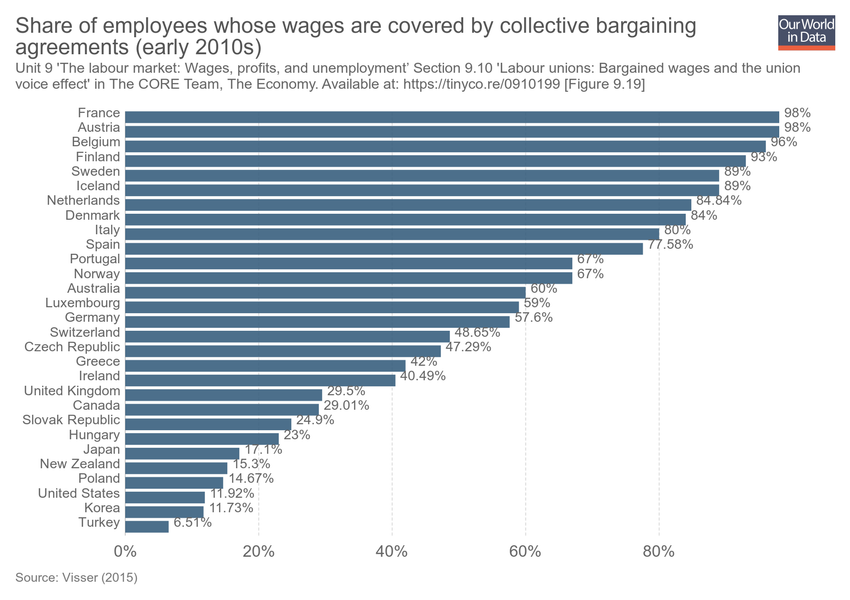 Share of employees whose wages are covered by collective bargaining
agreements (early 2010s)
Our World
in Data
Unit 9 'The labour market: Wages, profits, and unemployment’ Section 9.10 'Labour unions: Bargained wages and the union
voice effect' in The CORE Team, The Economy. Available at: https://tinyco.re/0910199 [Figure 9.19]
France 98%
Austria 98%
Belgium 96%
Finland 93%
Sweden 89%
Iceland 89%
Netherlands 84.84%
Denmark 84%
Italy 80%
Spain 77.58%
Portugal 67%
Norway 67%
Australia 60%
Luxembourg 59%
Germany 57.6%
Switzerland 48.65%
Czech Republic 47.29%
Greece 42%
Ireland 40.49%
United Kingdom 29.5%
Canada 29.01%
Slovak Republic 24.9%
Hungary 23%
Japan 17.1%
New Zealand 15.3%
Poland 14.67%
United States 11.92%
Korea 11.73%
Turkey 6.51%
0% 20% 40% 60% 80%
Source: Visser (2015)